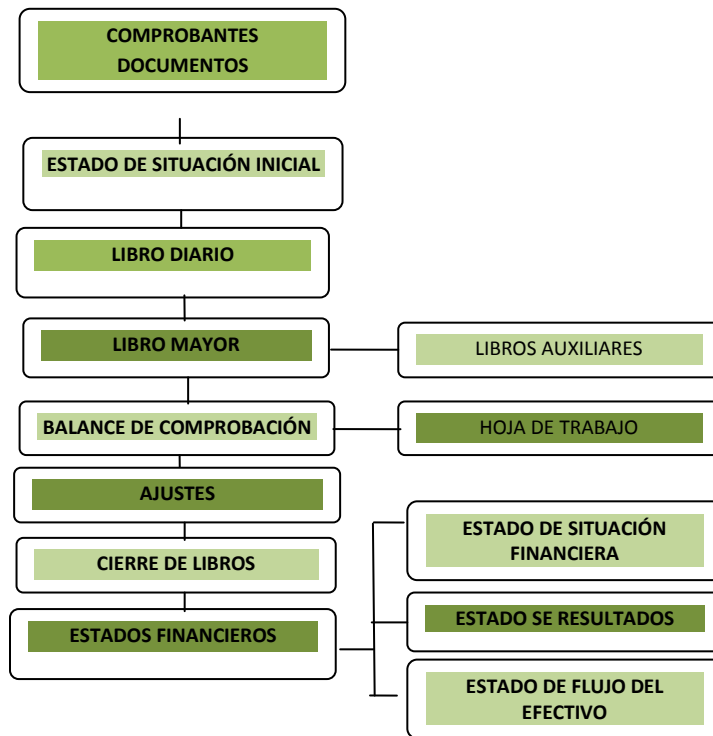 COMPROBANTES
DOCUMENTOS
ESTADO DE SITUACIÓN INICIAL
LIBRO DIARIO
LIBRO MAYOR
LIBROS AUXILIARES
BALANCE DE COMPROBACIÓN
HOJA DE TRABAJO
AJUSTES
CIERRE DE LIBROS
ESTADOS FINANCIEROS
ESTADO DE SITUACIÓN
FINANCIERA
ESTADO SE RESULTADOS
ESTADO DE FLUJO DEL
EFECTIVO